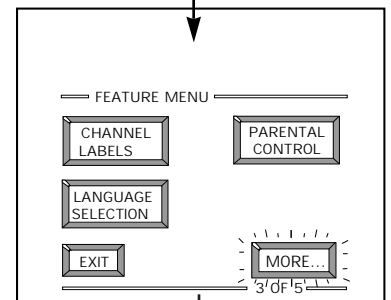 FEATURE MENU
CHANNEL
LABELS
PARENTAL
CONTROL
LANGUAGE
SELECTION
EXIT
MORE...
3 OF 5